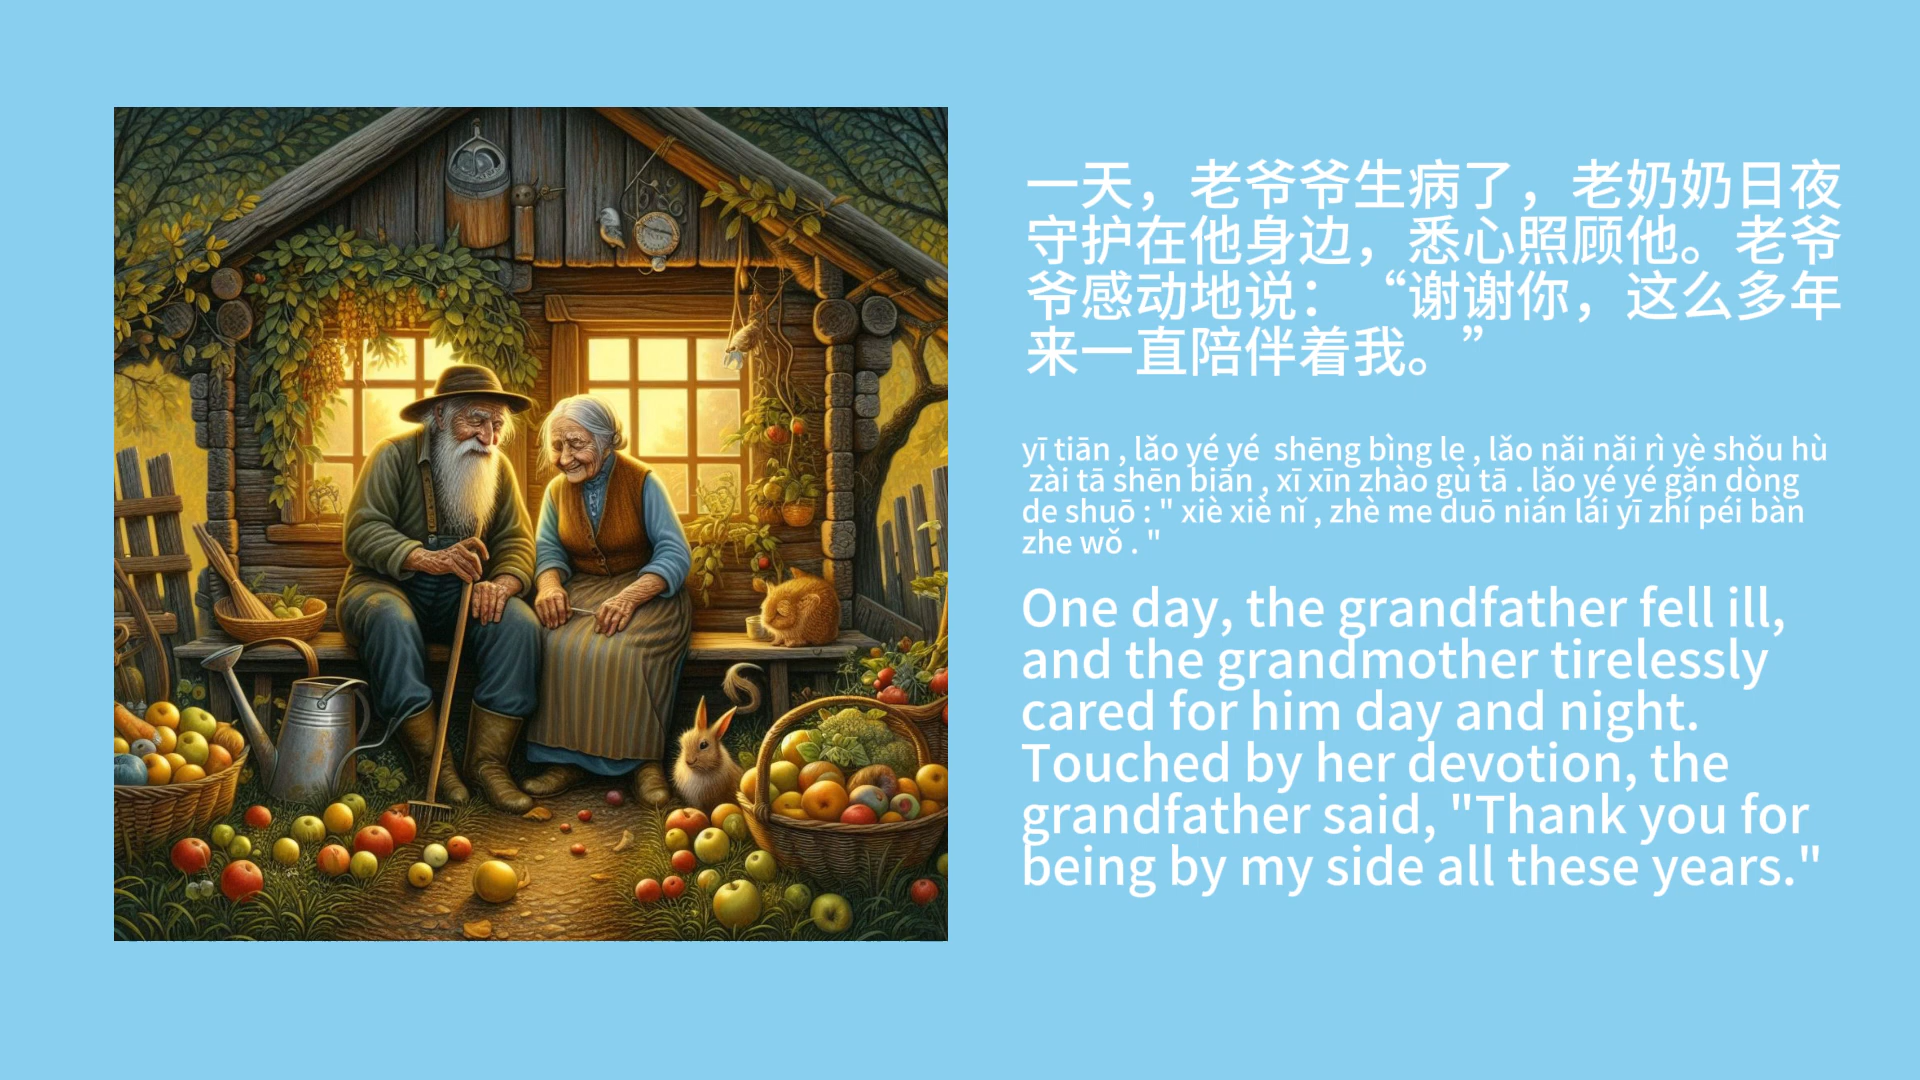 一天，老爷爷生病了，老奶奶日夜
守护在他身边，悉心照顾他。老爷
爷感动地说：“谢谢你，这么多年
来一直陪伴着我。”
yī tiān , lǎo yé yé  shēng bìng le , lǎo nǎi nǎi rì yè shǒu hù
zài tā shēn biān , xī xīn zhào gù tā . lǎo yé yé gǎn dòng
de shuō : " xiè xiè nǐ , zhè me duō nián lái yī zhí péi bàn
zhe wǒ . "
One day, the grandfather fell ill,
and the grandmother tirelessly
cared for him day and night.
Touched by her devotion, the
grandfather said, "Thank you for
being by my side all these years."